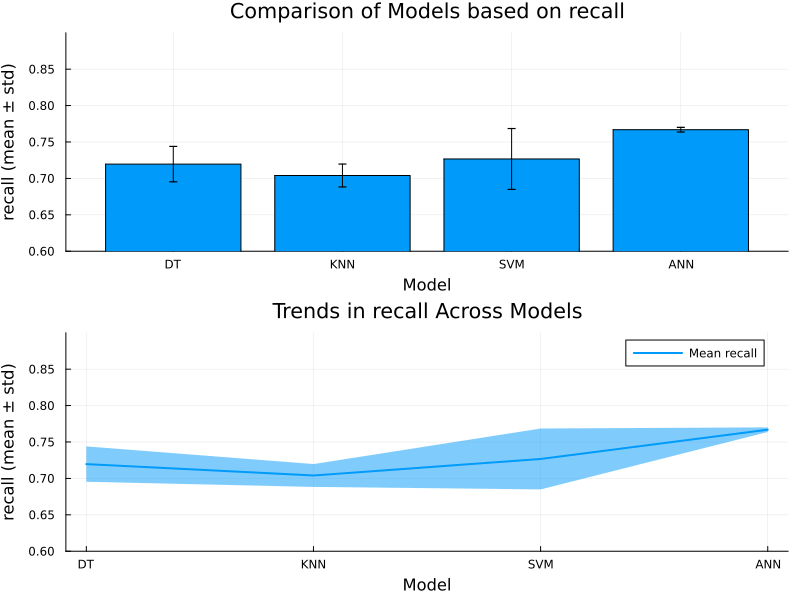 Comparison of Models based on recall
recall (mean ± std)
0.85
0.80
0.75
0.70
0.65
0.60
DT KNN SVM ANN
Model
Trends in recall Across Models
recall (mean ± std)
Mean recall
0.85
0.80
0.75
0.70
0.65
0.60
DT KNN SVM ANN
Model